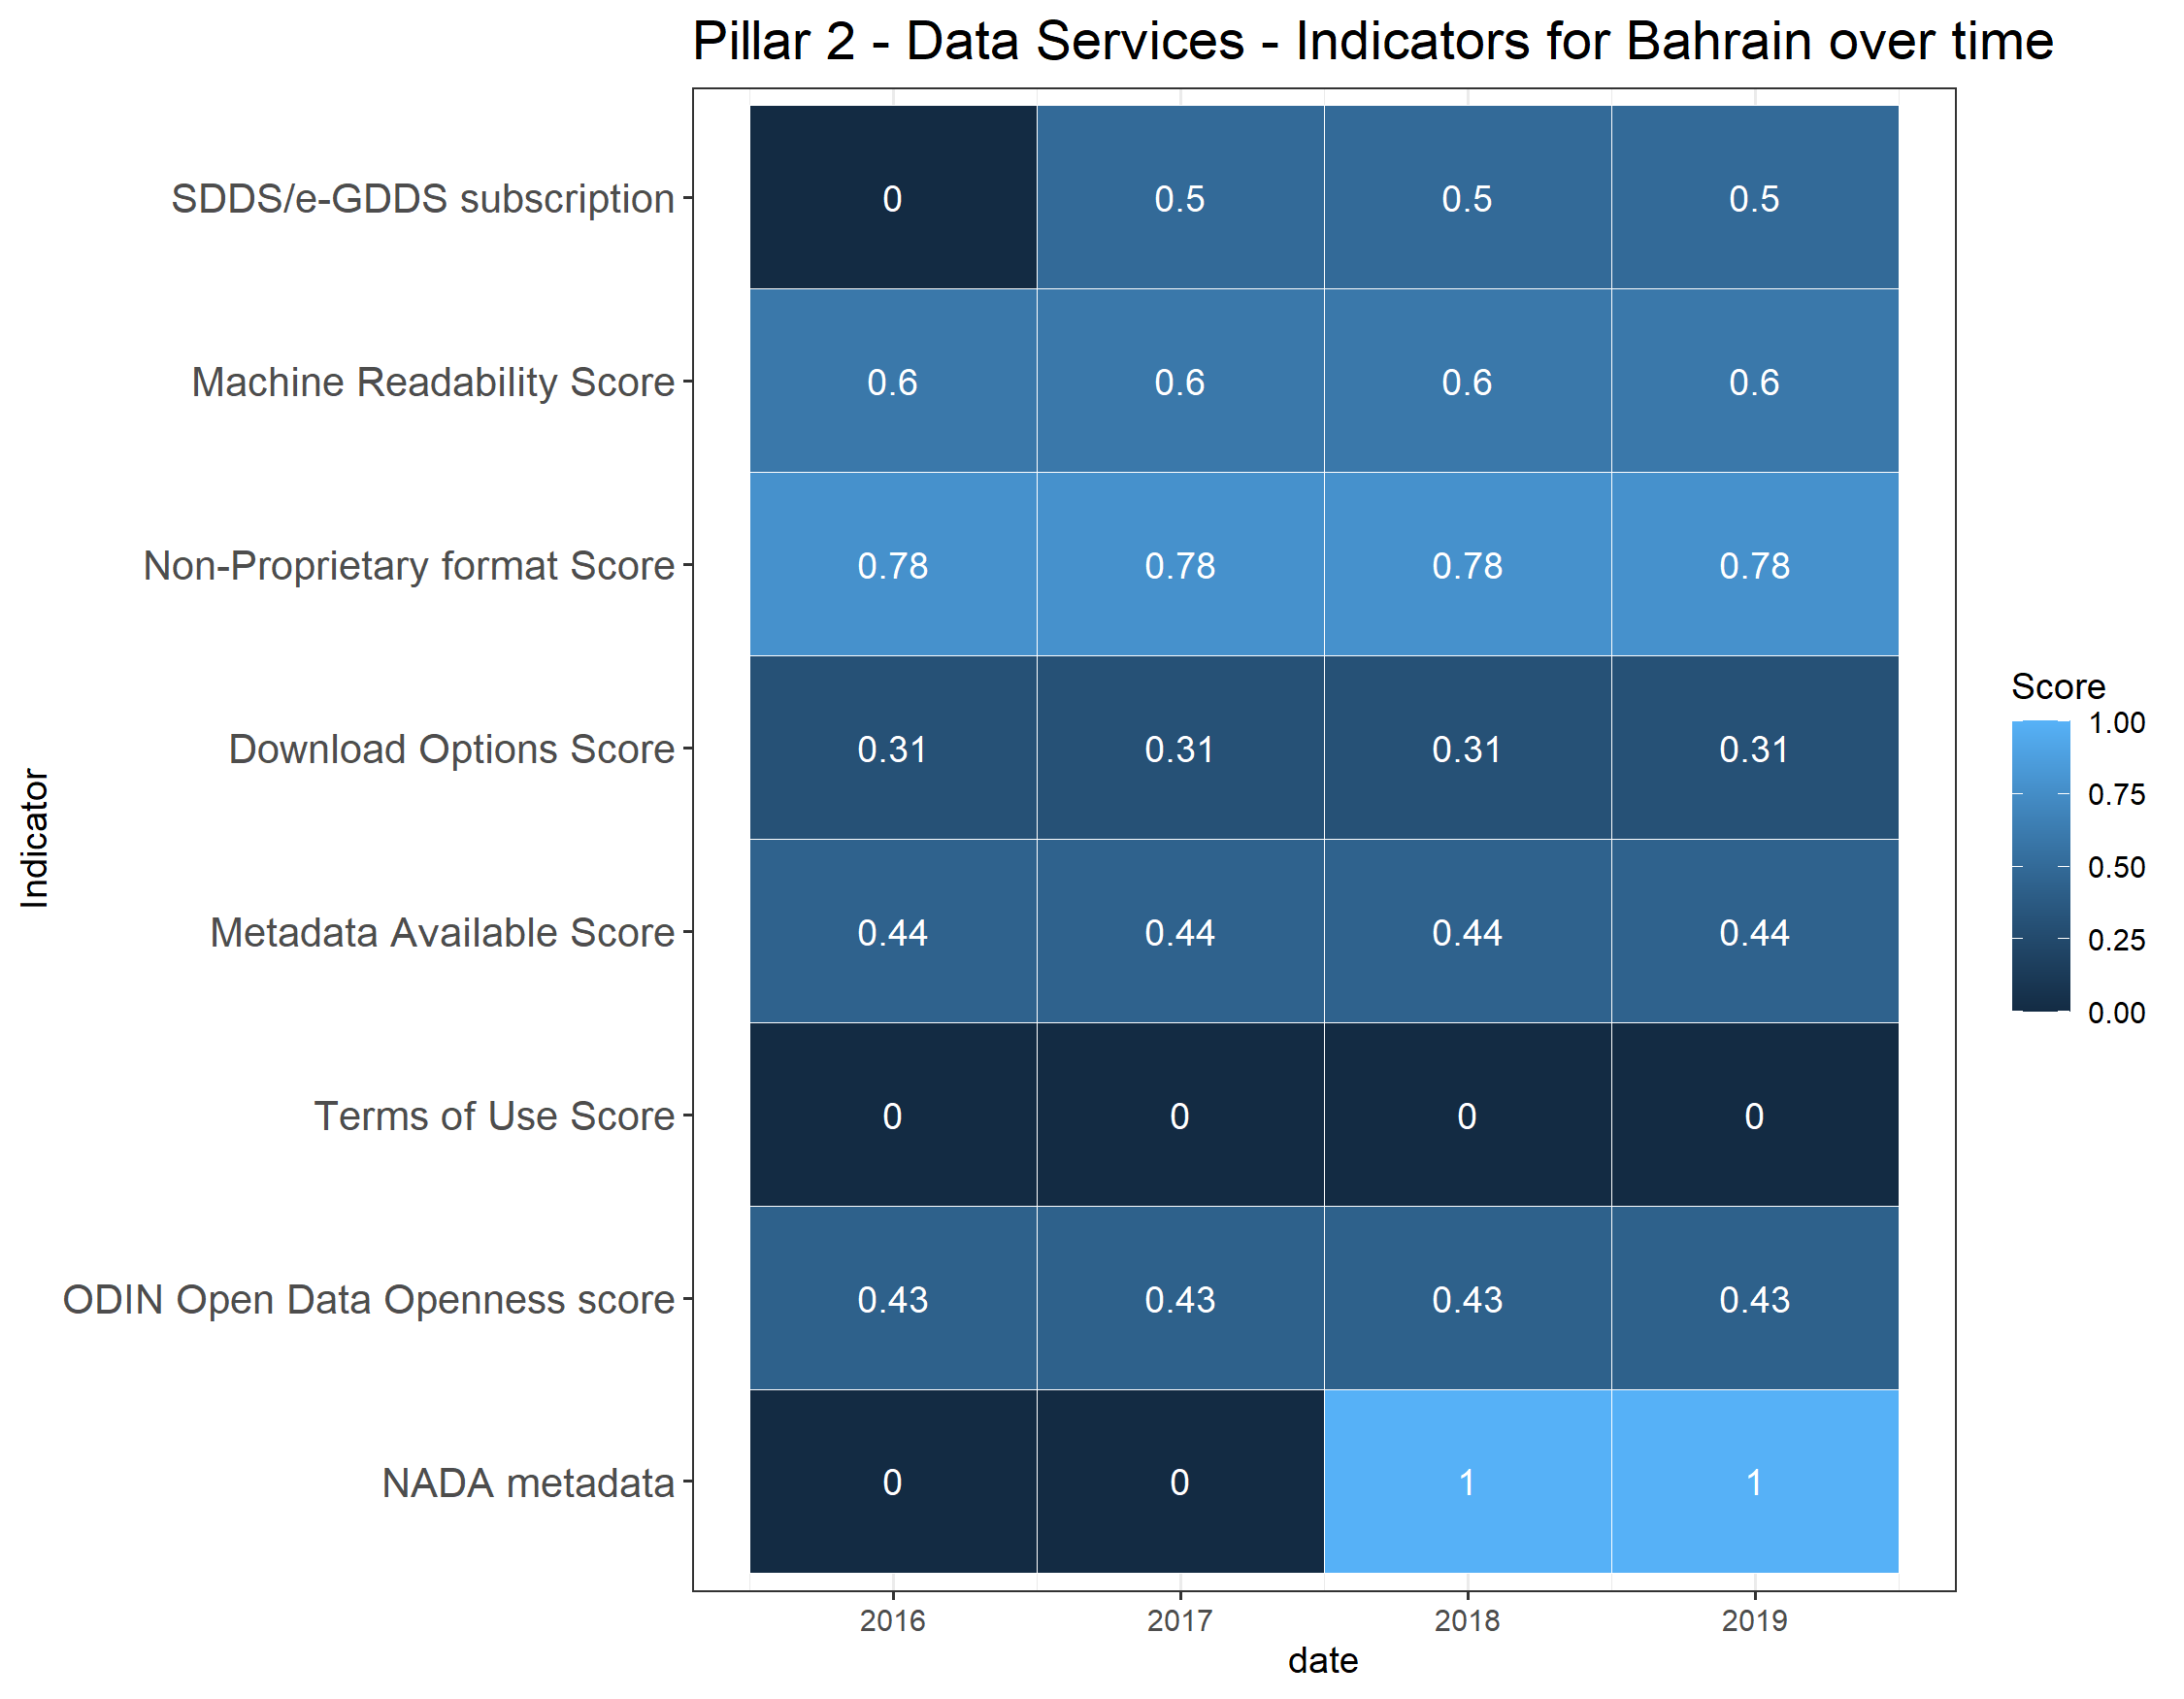 Pillar 2 - Data Services - Indicators for Bahrain over time
SDDS/e-GDDS subscription 0 0.5 0.5 0.5
Machine Readability Score 0.6 0.6 0.6 0.6
Non-Proprietary format Score 0.78 0.78 0.78 0.78
Download Options Score 0.31 0.31 0.31 0.31
Metadata Available Score 0.44 0.44 0.44 0.44
Terms of Use Score 0 0 0 0
ODIN Open Data Openness score 0.43 0.43 0.43 0.43
NADA metadata 0 0 1 1
2016 2017 2018 2019
date
Indicator
Score
1.00
0.75
0.50
0.25
0.00